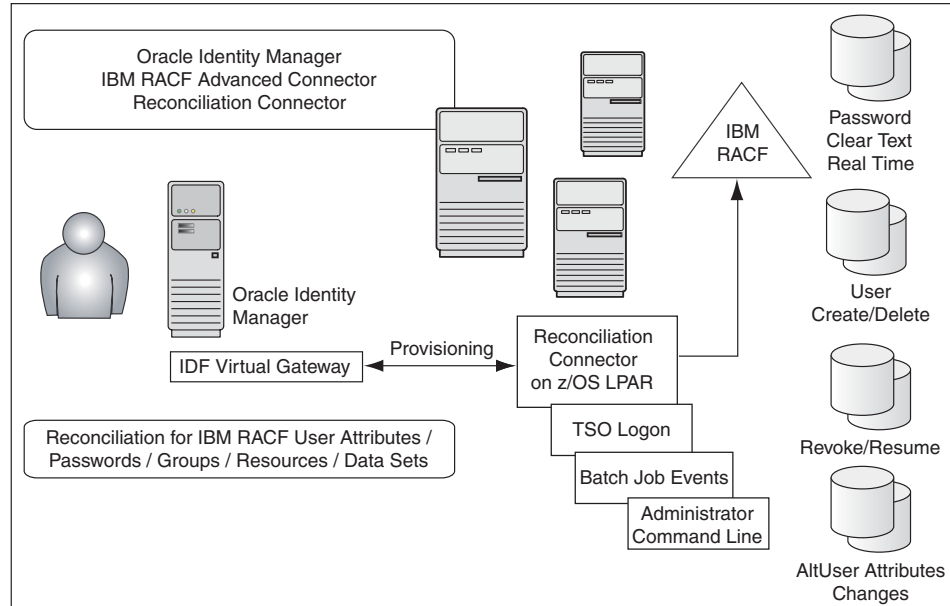 Oracle Identity Manager
IBM RACF Advanced Connector
Reconciliation Connector
IBM
RACF
Password
Clear Text
Real Time
User
Create/Delete
Oracle Identity
Manager
IDF Virtual Gateway
Provisioning
Reconciliation
Connector
on z/OS LPAR
TSO Logon
Batch Job Events
Administrator
Command Line
Reconciliation for IBM RACF User Attributes /
Passwords / Groups / Resources / Data Sets
Revoke/Resume
AltUser Attributes
Changes